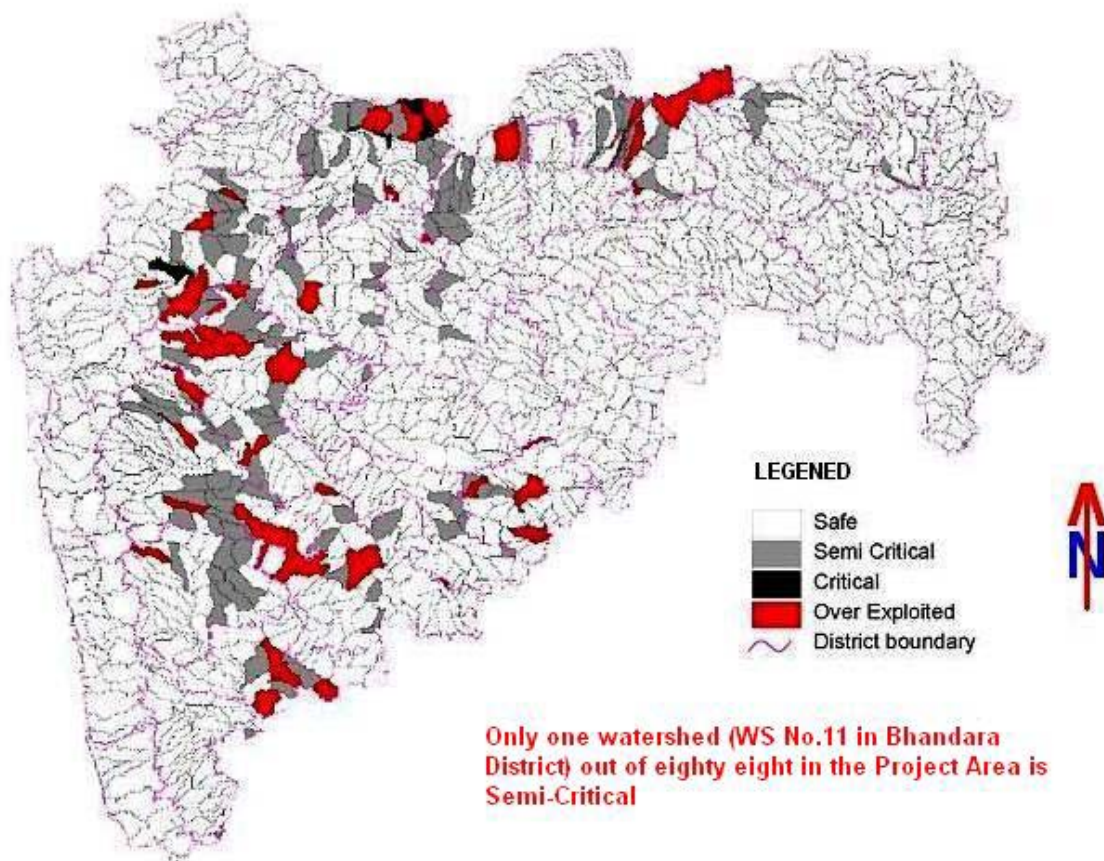 LEGENED
Safe
Semi Critical
Critical
Over Exploited
District boundary
N
Only one watershed (WS No.11 in Bhandara
District) out of eighty eight in the Project Area is
Semi-Critical